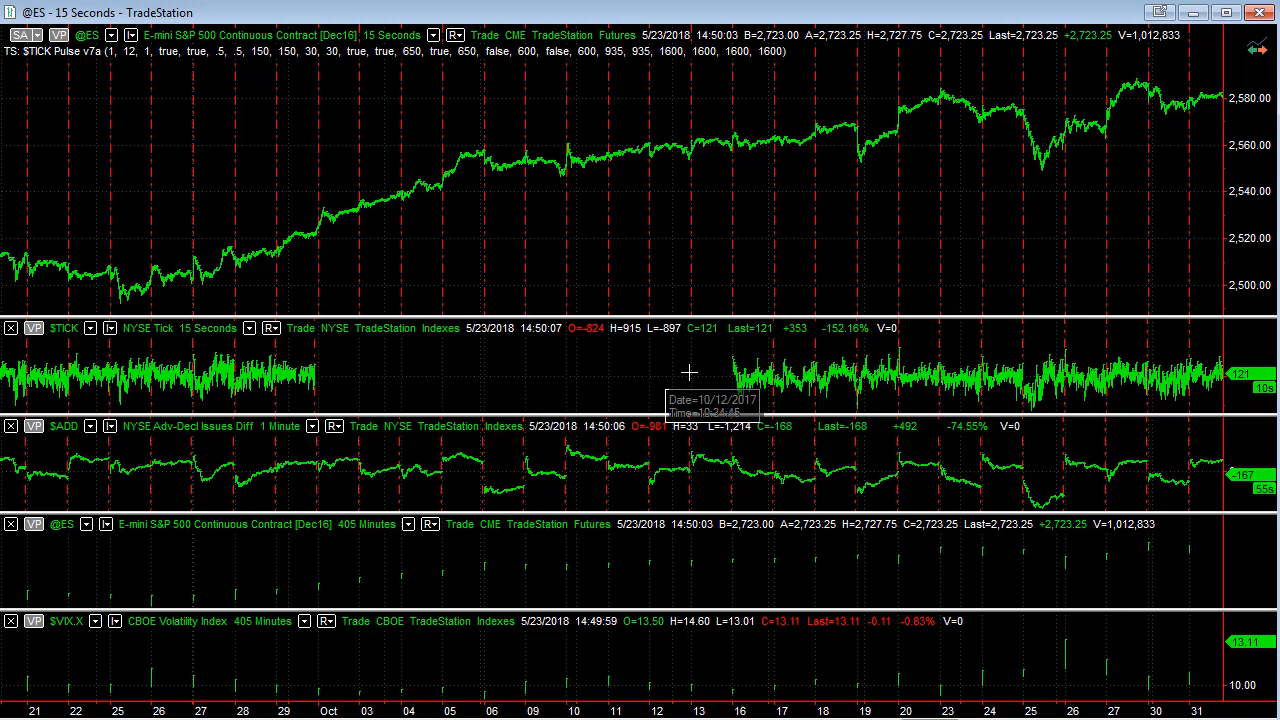 @ES - 15 Seconds - TradeStation
SA VP @ES I E-mini S&P 500 Continuous Contract [Dec16] 15 Seconds R Trade CME TradeStation Futures 5/23/2018 14:50:03 B=2,723.00 A=2,723.25 H=2,727.75 C=2,723.25 Last=2,723.25 +2,723.25 V=1,012,833
TS: $TICK Pulse v7a (1, 12, 1, true, true, .5, .5, 150, 150, 30, 30, true, true, 650, true, 650, false, 600, false, 600, 935, 935, 1600, 1600, 1600, 1600)
2,580.00
2,560.00
2,540.00
2,520.00
2,500.00
VP $TICK I NYSE Tick 15 Seconds R Trade NYSE TradeStation Indexes 5/23/2018 14:50:07 O=-824 H=915 L=-897 C=121 Last=121 +353 -152.16% V=0
121
10s
Date=10/12/2017
Time=10:24:45
VP $ADD I NYSE Adv-Decl Issues Diff 1 Minute R Trade NYSE TradeStation Indexes 5/23/2018 14:50:06 O=-981 H=33 L=-1,214 C=-168 Last=-168 +492 -74.55% V=0
-167
55s
VP @ES I E-mini S&P 500 Continuous Contract [Dec16] 405 Minutes R Trade CME TradeStation Futures 5/23/2018 14:50:03 B=2,723.00 A=2,723.25 H=2,727.75 C=2,723.25 Last=2,723.25 +2,723.25 V=1,012,833
VP $VIX.X I CBOE Volatility Index 405 Minutes R Trade CBOE TradeStation Indexes 5/23/2018 14:49:59 O=13.50 H=14.60 L=13.01 C=13.11 Last=13.11 -0.11 -0.83% V=0
13.11
10.00
21 22 25 26 27 28 29 Oct 03 04 05 06 09 10 11 12 13 16 17 18 19 20 23 24 25 26 27 30 31